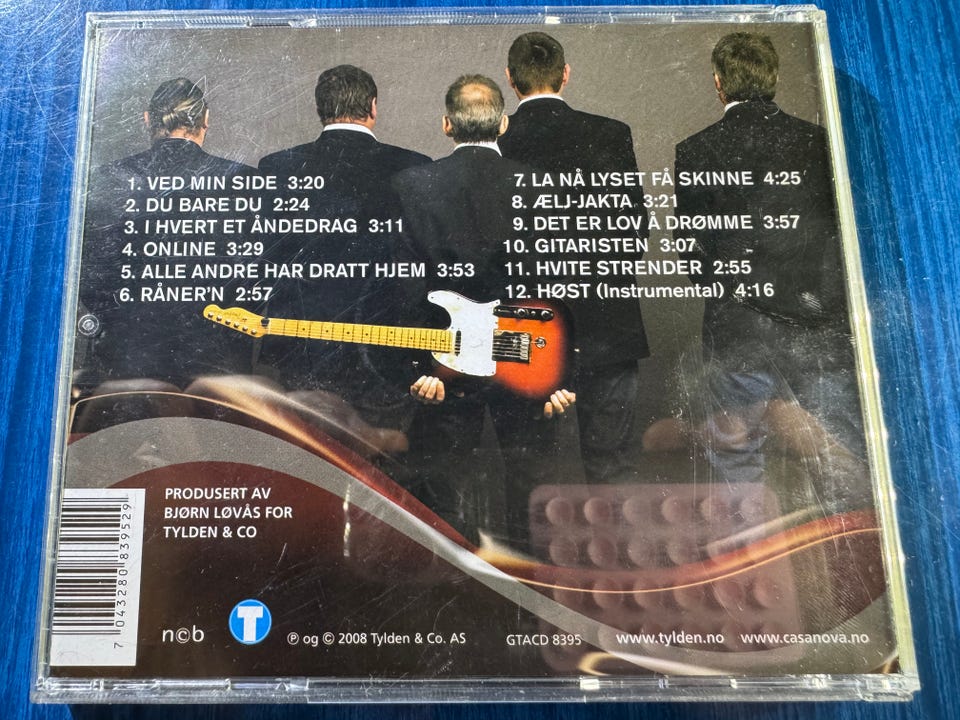 1. VED MIN SIDE 3:20
2. DU BARE DU 2:24
3. I HVERT ET ÅNDEDRAG 3:11
4. ONLINE 3:29
5. ALLE ANDRE HAR DRATT HJEM 3:53
6. RÅNER'N 2:57
7. LA NÅ LYSET FÅ SKINNE 4:25
8. ÆLJ-JAKTA 3:21
9. DET ER LOV Å DRØMME 3:57
10. GITARISTEN 3:07
11. HVITE STRENDER 2:55
12. HØST (Instrumental) 4:16
PRODUSERT AV
BJØRN LØVÅS FOR
TYLDEN & CO
7 043280 839529
n©b
T
℗ og © 2008 Tylden & Co. AS
GTACD 8395
www.tylden.no
www.casanova.no